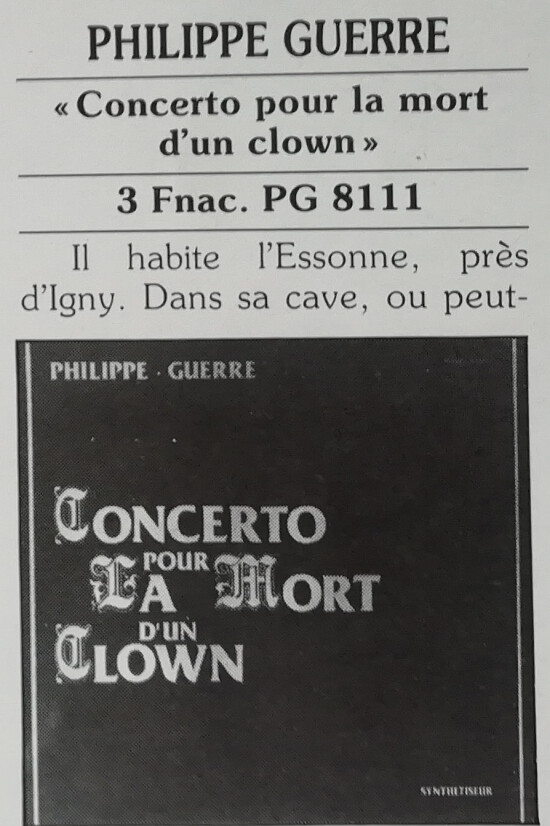 PHILIPPE GUERRE
« Concerto pour la mort
d'un clown »
3 Fnac. PG 8111
Il habite l'Essonne, près
d'Igny. Dans sa cave, ou peut-
PHILIPPE · GUERRE
CONCERTO
POUR
LA MORT
D'UN
CLOWN
SYNTHETISEUR